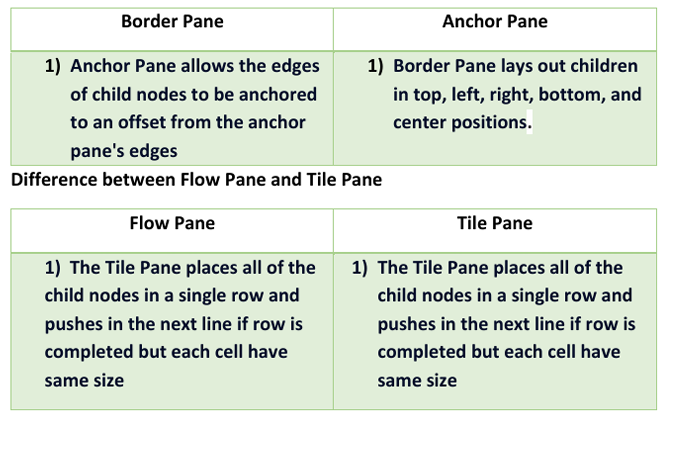 Border Pane
Anchor Pane
1) Anchor Pane allows the edges
of child nodes to be anchored
to an offset from the anchor
pane's edges
1) Border Pane lays out children
in top, left, right, bottom, and
center positions.
Difference between Flow Pane and Tile Pane
Flow Pane
Tile Pane
1) The Tile Pane places all of the
child nodes in a single row and
pushes in the next line if row is
completed but each cell have
same size
1) The Tile Pane places all of the
child nodes in a single row and
pushes in the next line if row is
completed but each cell have
same size